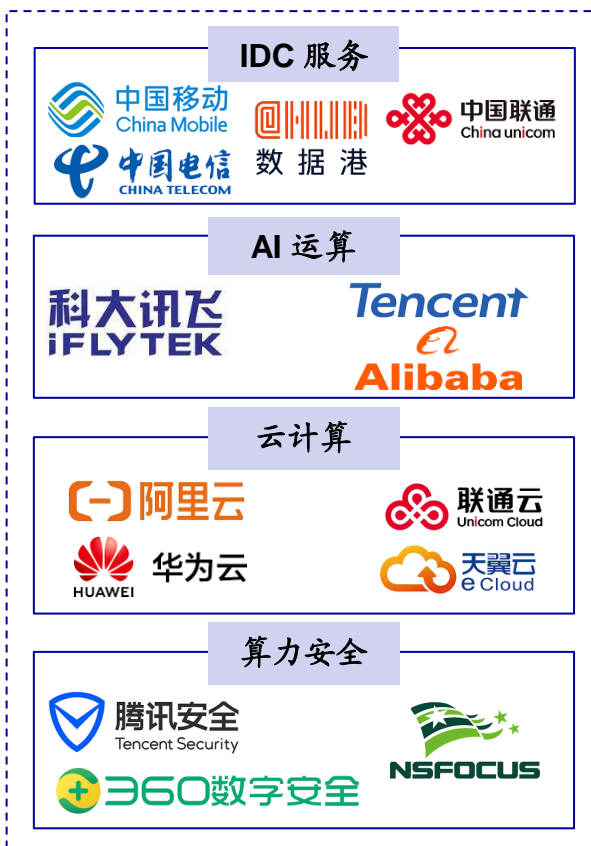 IDC 服务
中国移动
China Mobile
中国电信
CHINA TELECOM
数据港
中国联通
China unicom
AI 运算
科大讯飞
iFLYTEK
Tencent
Alibaba
云计算
阿里云
联通云
Unicom Cloud
HUAWEI
华为云
天翼云
e Cloud
算力安全
腾讯安全
Tencent Security
NSFOCUS
360数字安全